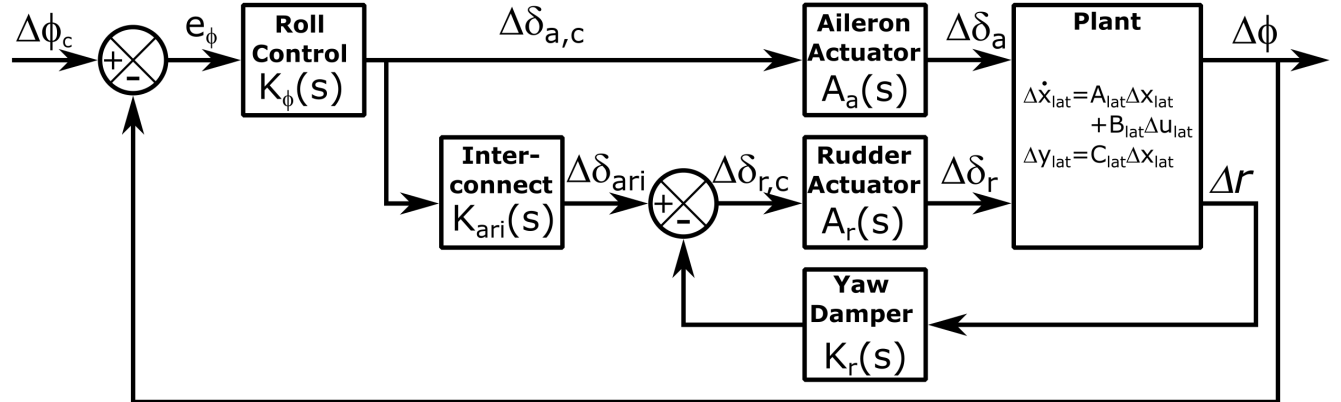 Δϕc
+
-
eϕ
Roll
Control
Kϕ(s)
Δδa,c
Aileron
Actuator
Aa(s)
Δδa
Plant
Δẋlat=AlatΔxlat
+BlatΔulat
Δylat=ClatΔxlat
Δϕ
Inter-
connect
Kari(s)
Δδari
+
-
Δδr,c
Rudder
Actuator
Ar(s)
Δδr
Δr
Yaw
Damper
Kr(s)